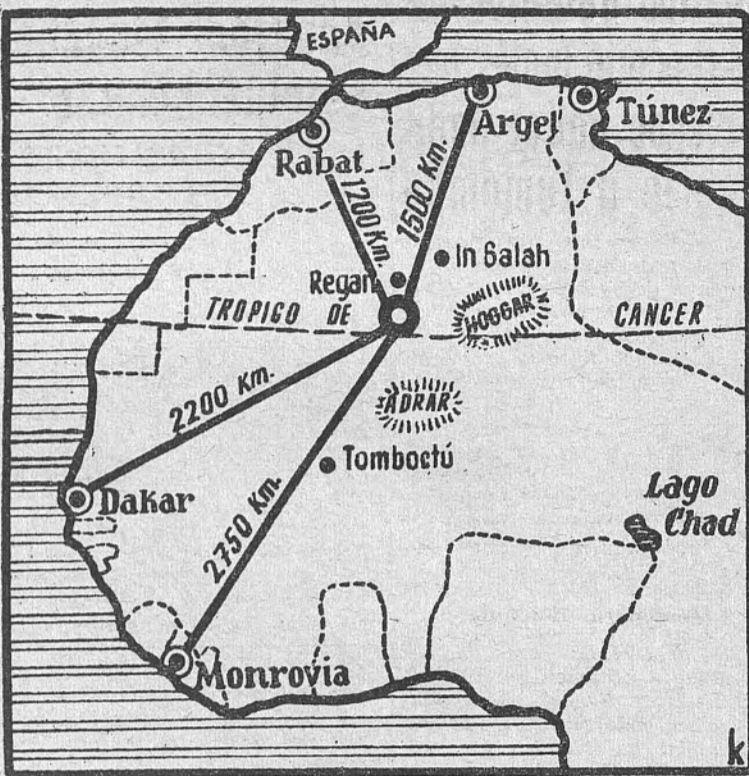 ESPAÑA
Rabat
Argel
Túnez
1200 Km.
1500 Km.
In Salah
Regan
HOGGAR
TROPICO DE CANCER
2200 Km.
ADRAR
Tomboctú
Dakar
2750 Km.
Lago
Chad
Monrovia
k